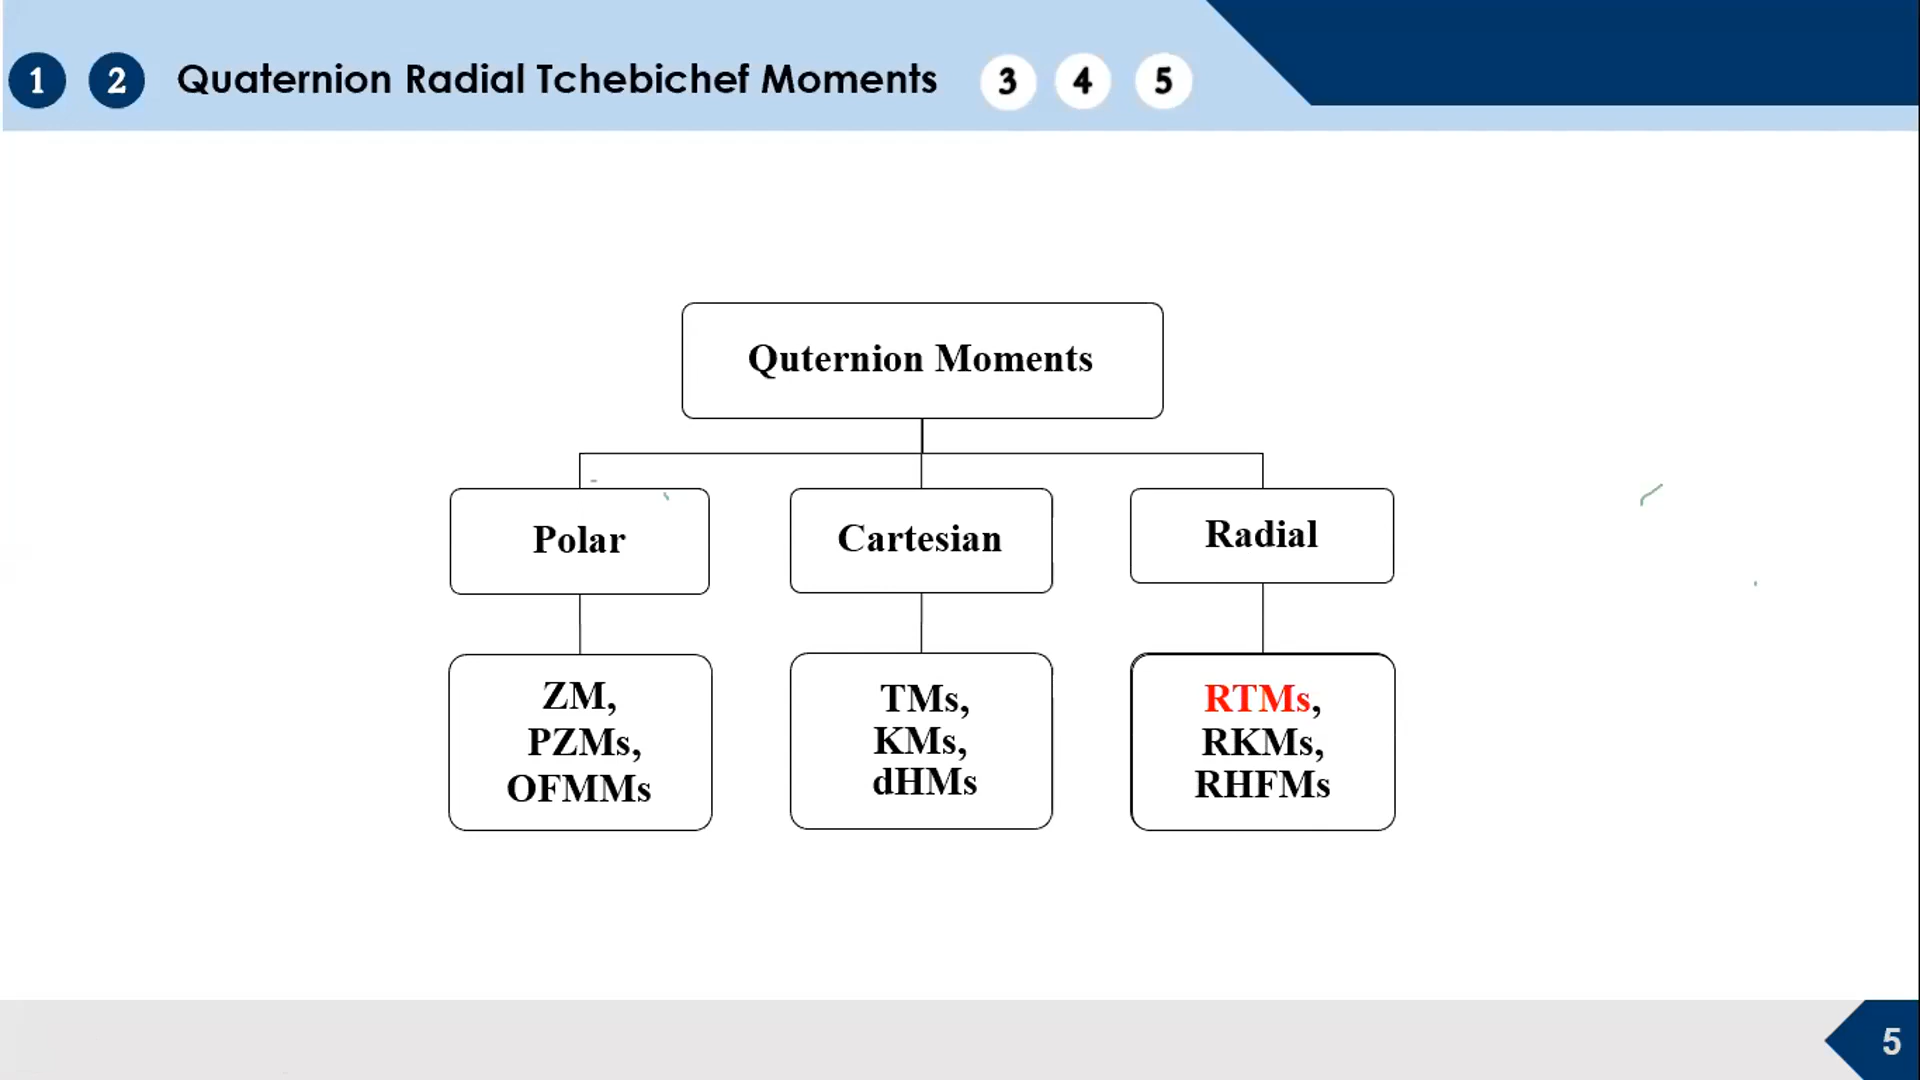 1 2 Quaternion Radial Tchebichef Moments 3 4 5
Quternion Moments
Polar
Cartesian
Radial
ZM,
PZMs,
OFMMs
TMs,
KMs,
dHMs
RTMs,
RKMs,
RHFMs
5